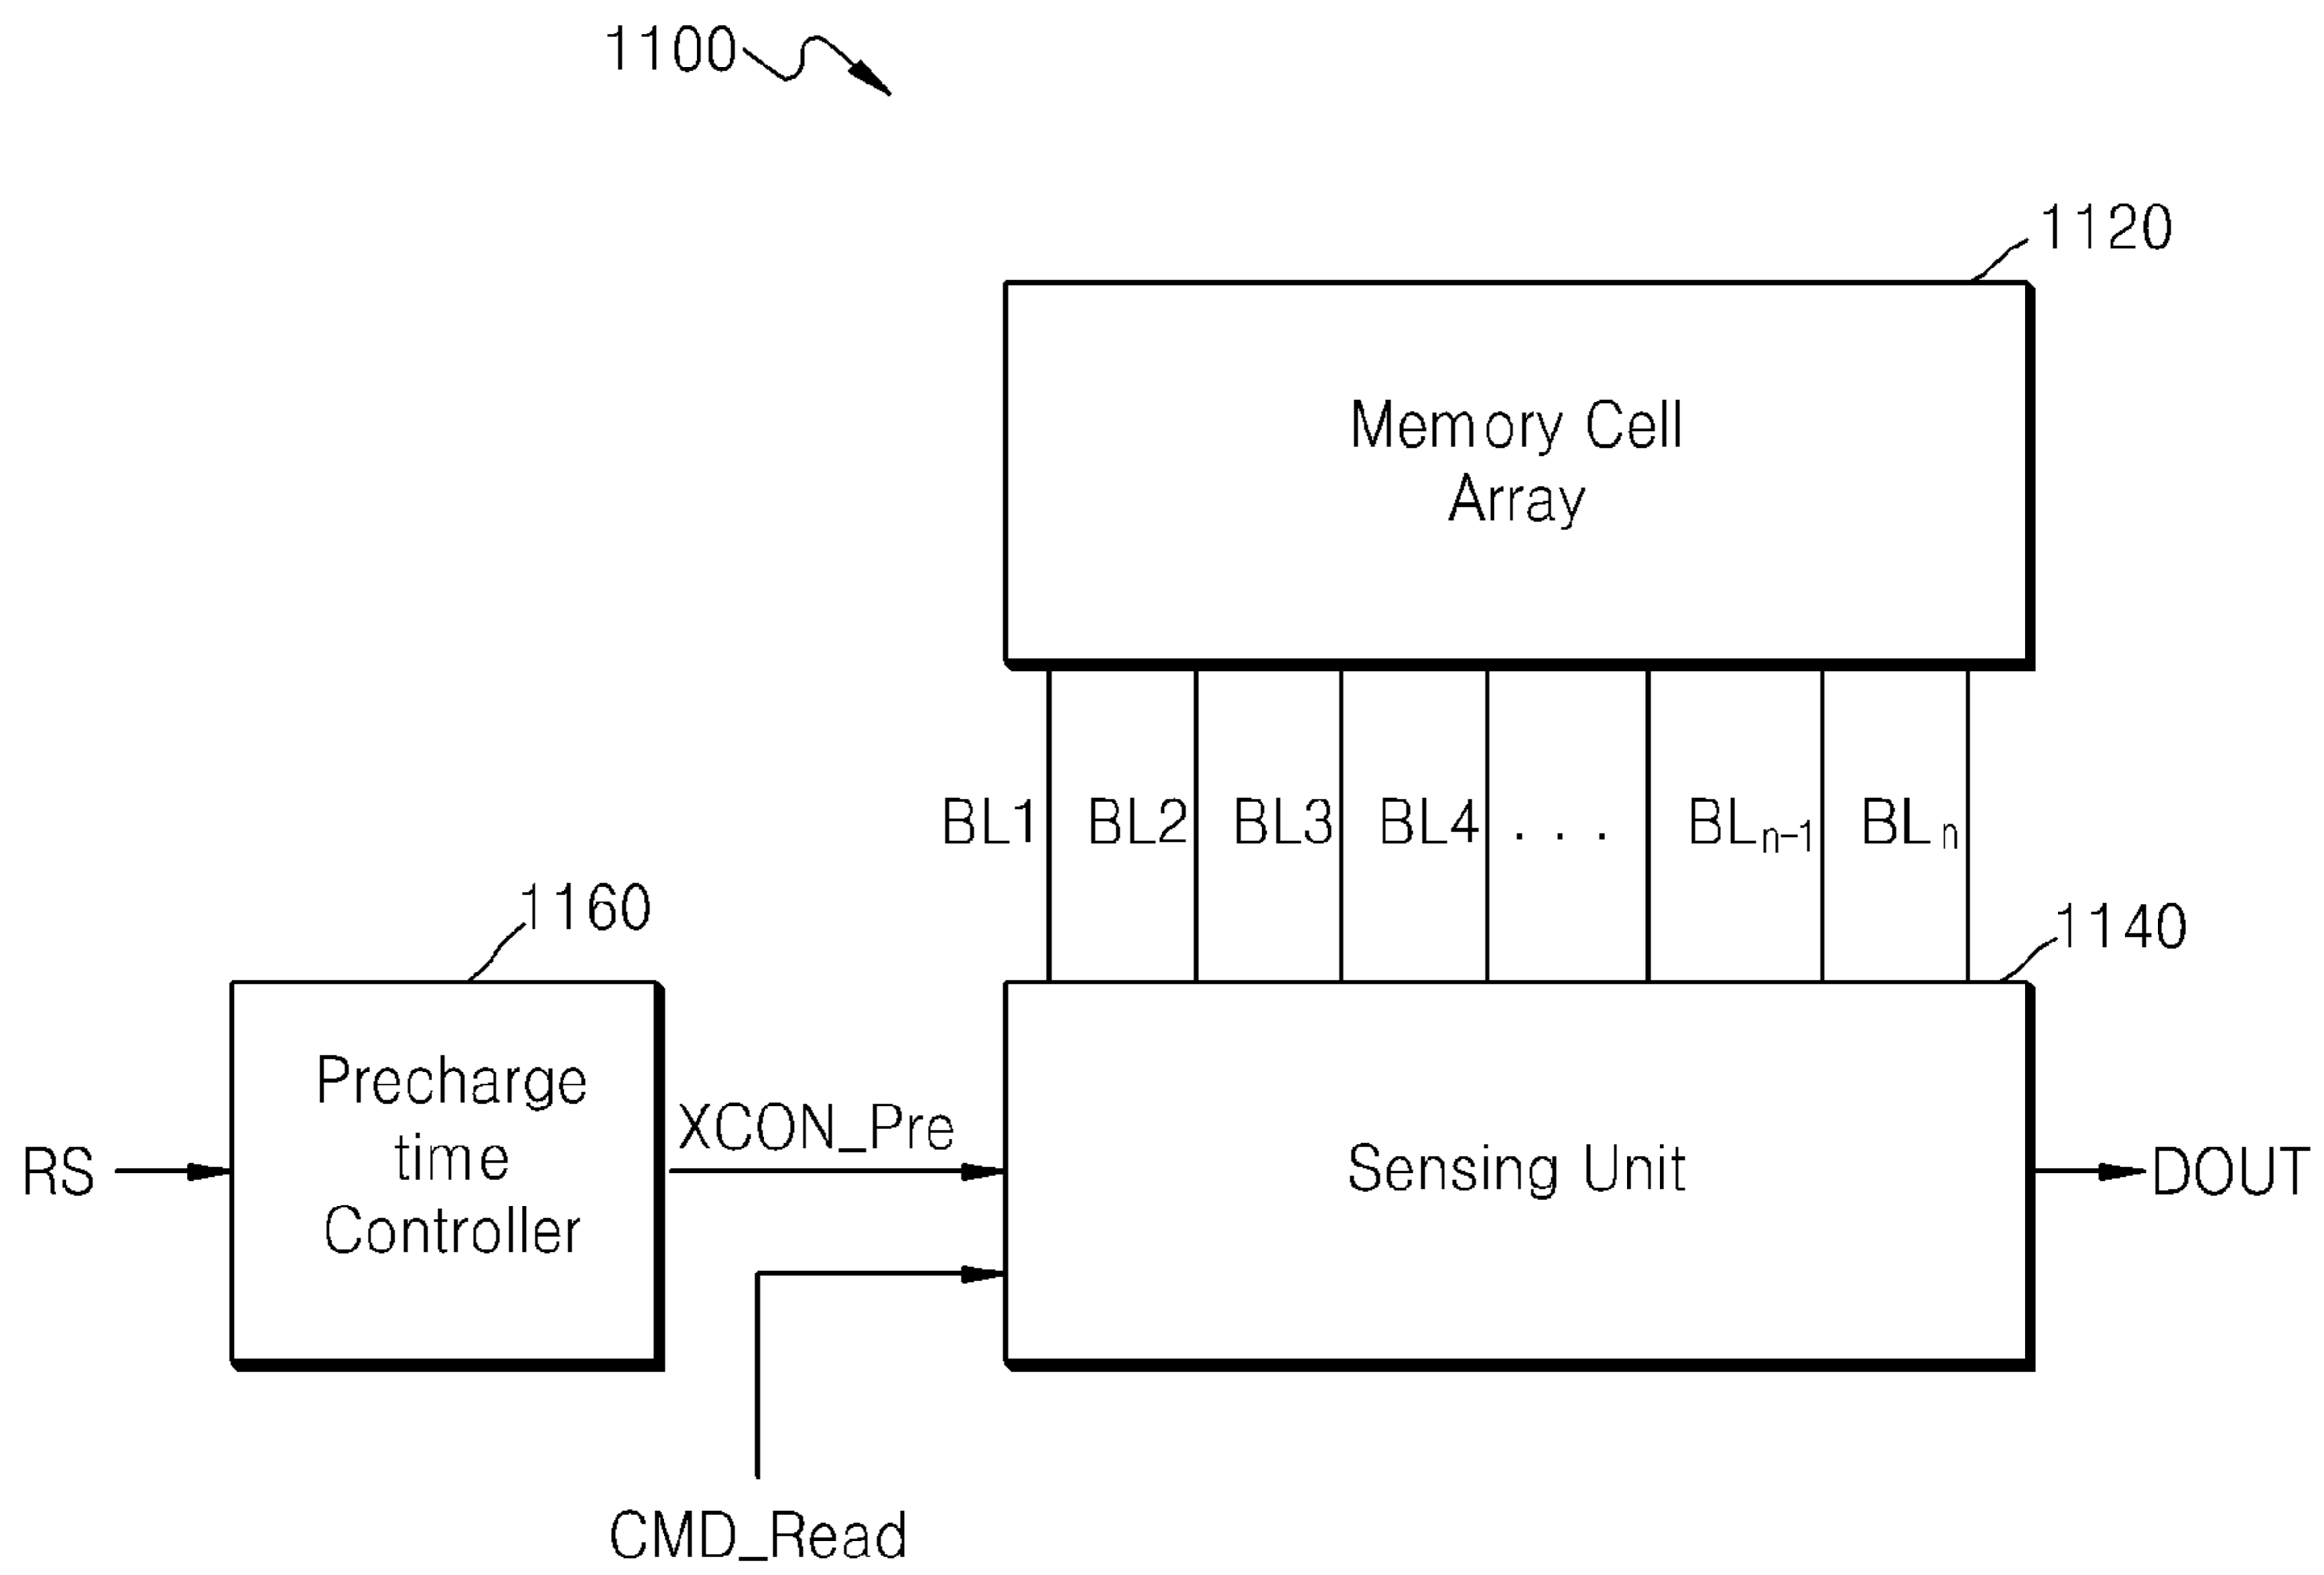 1100
1120
Memory Cell
Array
BL1 BL2 BL3 BL4 . . . BLn-1 BLn
1160
1140
Precharge
time
Controller
XCON_Pre
RS
Sensing Unit
DOUT
CMD_Read